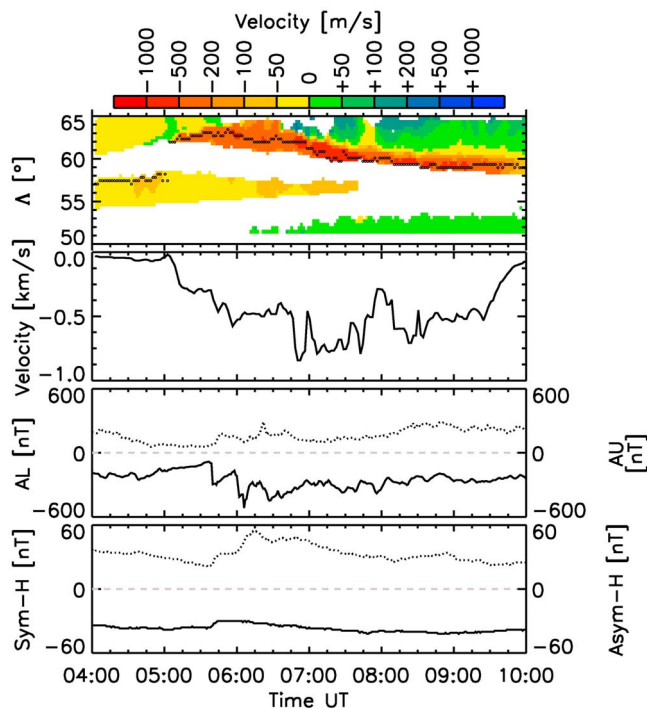 Velocity [m/s]
−1000 −500 −200 −100 −50 0 +50 +100 +200 +500 +1000
65
60
55
50
Λ [°]
0.0
−0.5
−1.0
Velocity [km/s]
600 600
0 0
−600 −600
AL [nT]
AU
[nT]
60 60
0 0
−60 −60
Sym−H [nT]
Asym−H [nT]
04:00 05:00 06:00 07:00 08:00 09:00 10:00
Time UT